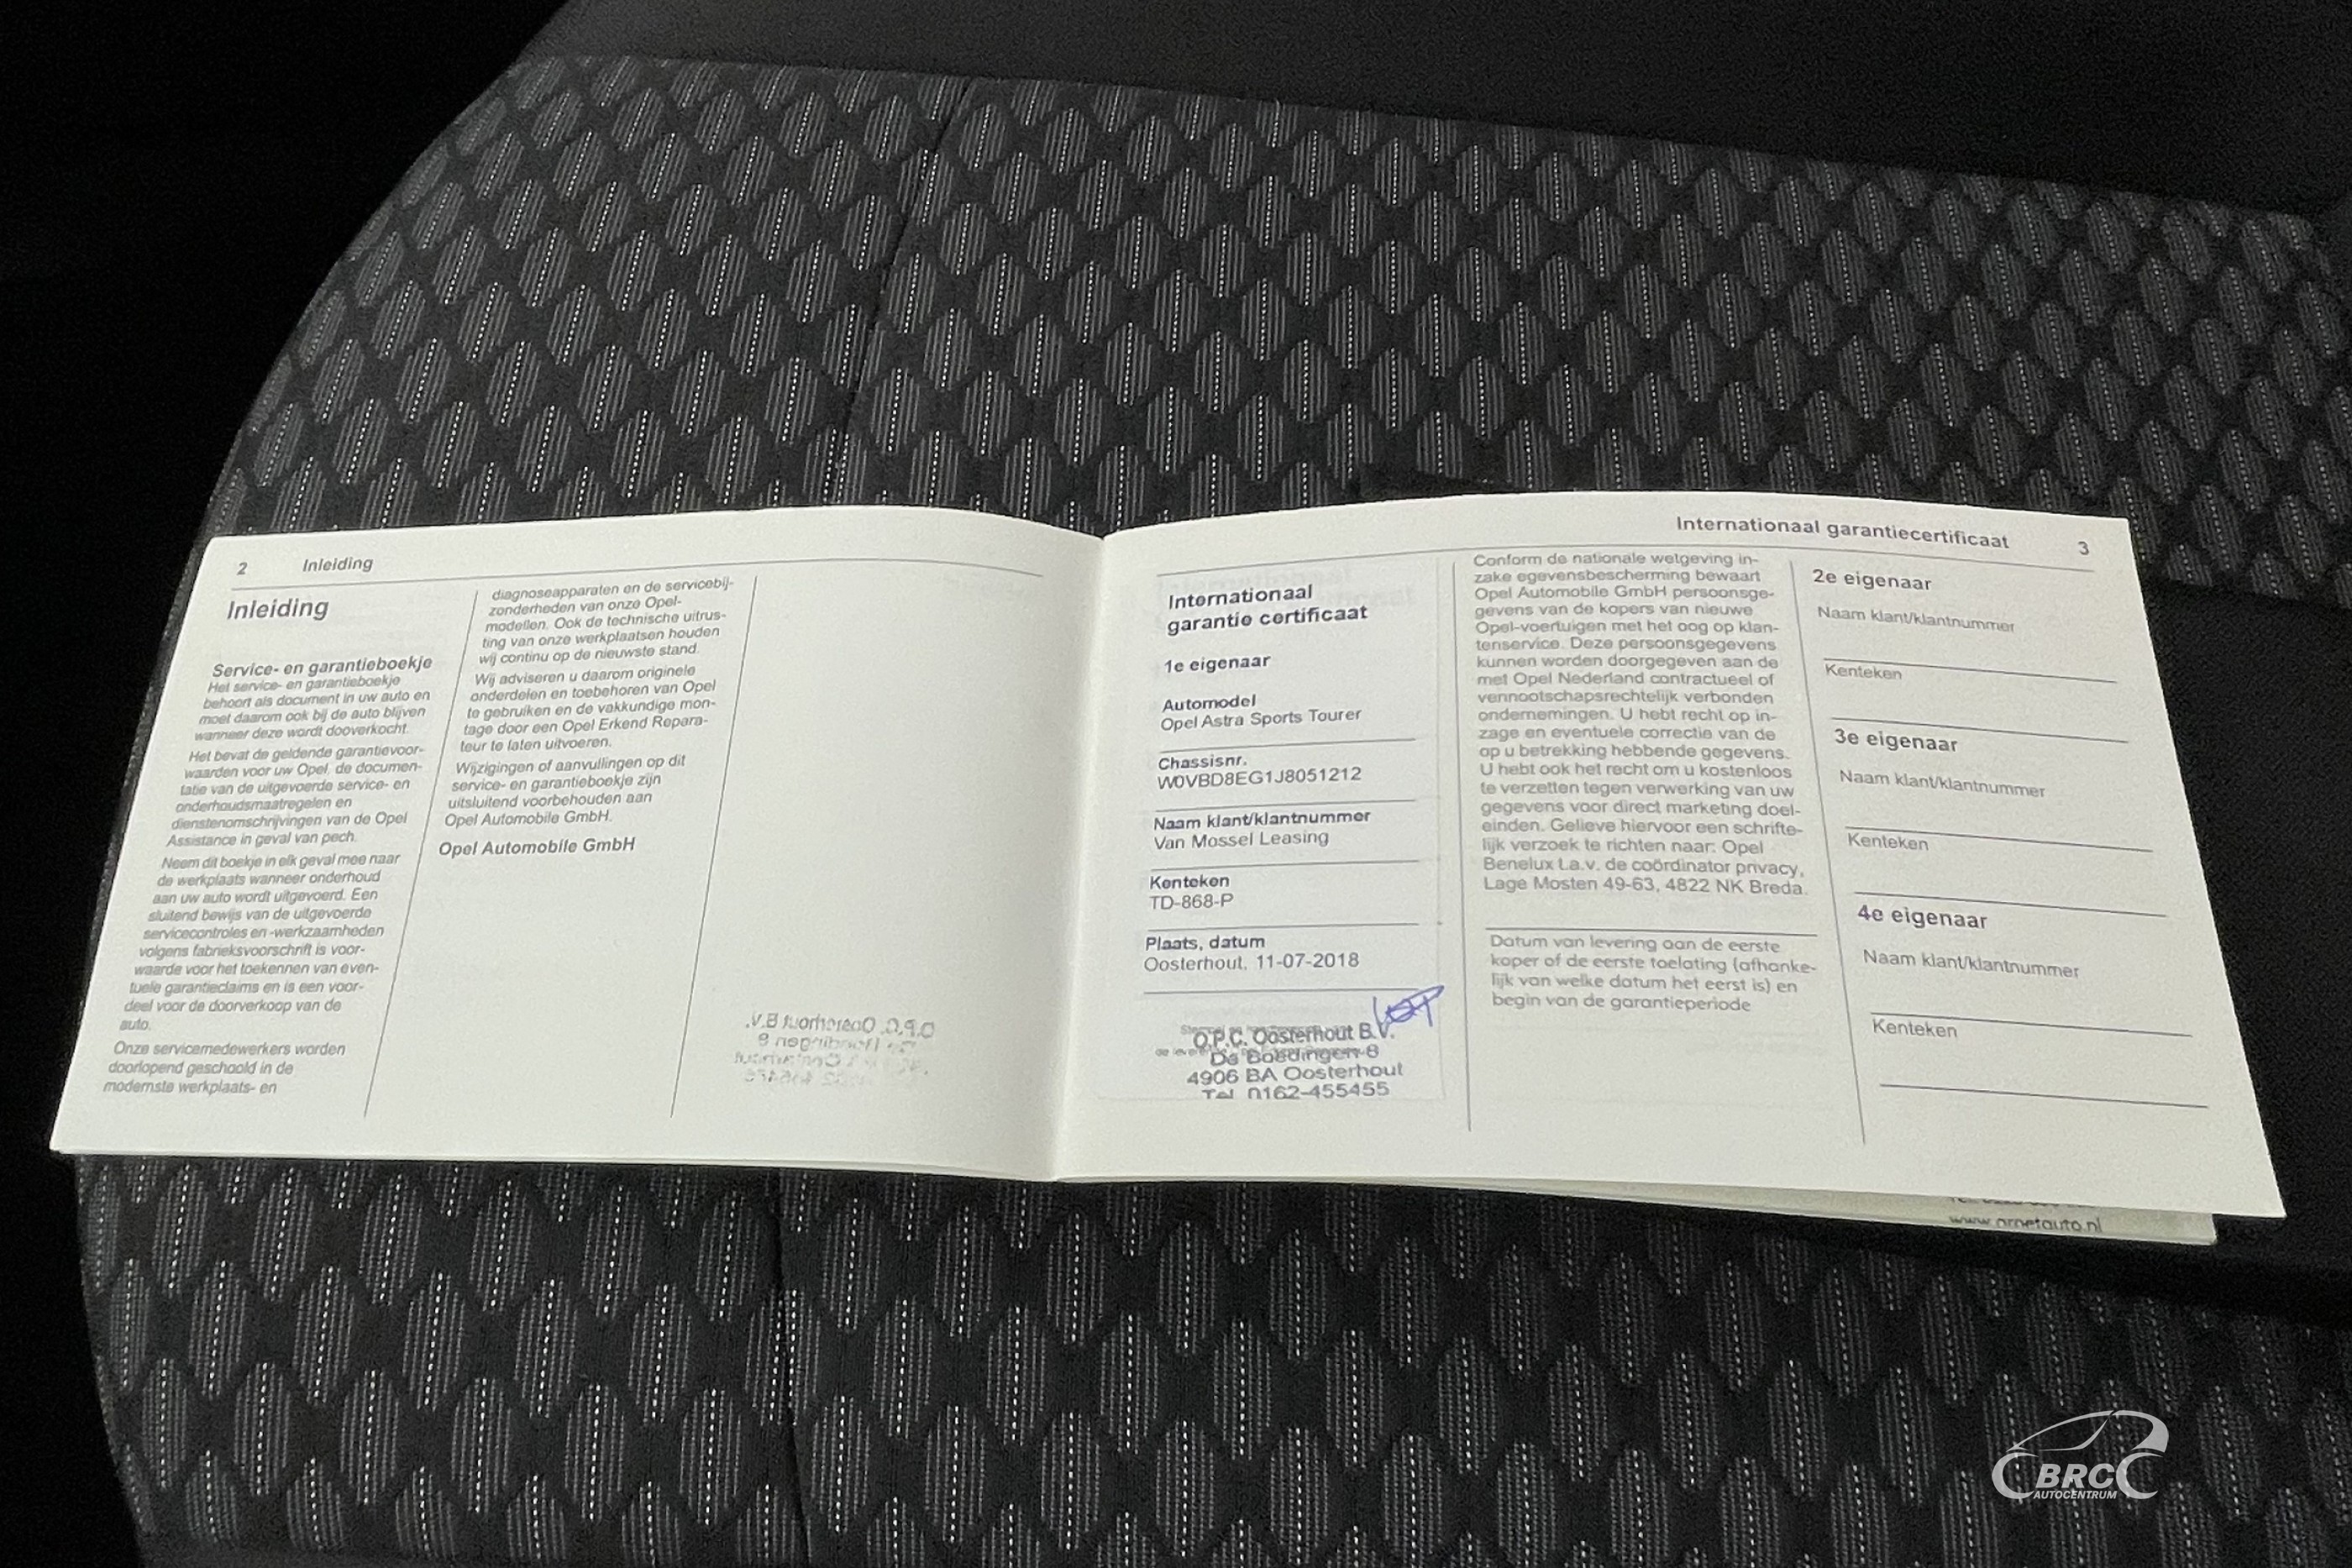 2 Inleiding
Inleiding
Service- en garantieboekje
Het service- en garantieboekje
behoort als document in uw auto en
moet daarom ook bij de auto blijven
wanneer deze wordt dooverkocht.
Het bevat de geldende garantievoor-
waarden voor uw Opel, de documen-
tatie van de uitgevoerde service- en
onderhoudsmaatregelen en
dienstenomschrijvingen van de Opel
Assistance in geval van pech.
Neem dit boekje in elk geval mee naar
de werkplaats wanneer onderhoud
aan uw auto wordt uitgevoerd. Een
sluitend bewijs van de uitgevoerde
servicecontroles en -werkzaamheden
volgens fabrieksvoorschrift is voor-
waarde voor het toekennen van even-
tuele garantieclaims en is een voor-
deel voor de doorverkoop van de
auto.
Onze servicemedewerkers worden
doorlopend geschoold in de
modernste werkplaats- en
diagnoseapparaten en de servicebij-
zonderheden van onze Opel-
modellen. Ook de technische uitrus-
ting van onze werkplaatsen houden
wij continu op de nieuwste stand.
Wij adviseren u daarom originele
onderdelen en toebehoren van Opel
te gebruiken en de vakkundige mon-
tage door een Opel Erkend Repara-
teur te laten uitvoeren.
Wijzigingen of aanvullingen op dit
service- en garantieboekje zijn
uitsluitend voorbehouden aan
Opel Automobile GmbH.
Opel Automobile GmbH
Internationaal garantiecertificaat 3
Internationaal
garantie certificaat
1e eigenaar
Automodel
Opel Astra Sports Tourer
Chassisnr.
W0VBD8EG1J8051212
Naam klant/klantnummer
Van Mossel Leasing
Kenteken
TD-868-P
Plaats, datum
Oosterhout, 11-07-2018
O.P.C. Oosterhout B.V.
De Boedingen 8
4906 BA Oosterhout
Tel. 0162-455455
Conform de nationale wetgeving in-
zake egevensbescherming bewaart
Opel Automobile GmbH persoonsge-
gevens van de kopers van nieuwe
Opel-voertuigen met het oog op klan-
tenservice. Deze persoonsgegevens
kunnen worden doorgegeven aan de
met Opel Nederland contractueel of
vennootschapsrechtelijk verbonden
ondernemingen. U hebt recht op in-
zage en eventuele correctie van de
op u betrekking hebbende gegevens.
U hebt ook het recht om u kostenloos
te verzetten tegen verwerking van uw
gegevens voor direct marketing doel-
einden. Gelieve hiervoor een schrifte-
lijk verzoek te richten naar: Opel
Benelux t.a.v. de coördinator privacy,
Lage Mosten 49-63, 4822 NK Breda.
Datum van levering aan de eerste
koper of de eerste toelating (afhanke-
lijk van welke datum het eerst is) en
begin van de garantieperiode
2e eigenaar
Naam klant/klantnummer
Kenteken
3e eigenaar
Naam klant/klantnummer
Kenteken
4e eigenaar
Naam klant/klantnummer
Kenteken
BRC
AUTOCENTRUM